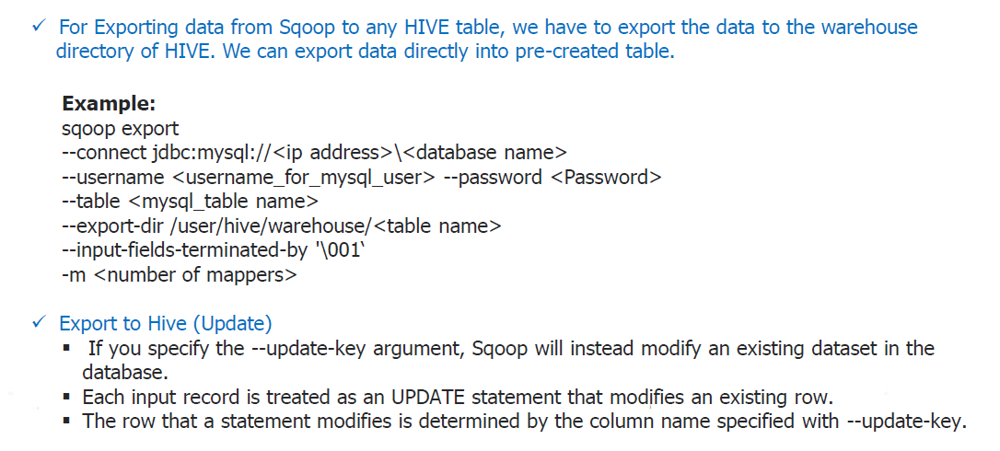 ✓ For Exporting data from Sqoop to any HIVE table, we have to export the data to the warehouse
directory of HIVE. We can export data directly into pre-created table.
Example:
sqoop export
--connect jdbc:mysql://<ip address>\<database name>
--username <username_for_mysql_user> --password <Password>
--table <mysql_table name>
--export-dir /user/hive/warehouse/<table name>
--input-fields-terminated-by '\001‛
-m <number of mappers>
✓ Export to Hive (Update)
▪ If you specify the --update-key argument, Sqoop will instead modify an existing dataset in the
database.
▪ Each input record is treated as an UPDATE statement that modifies an existing row.
▪ The row that a statement modifies is determined by the column name specified with --update-key.